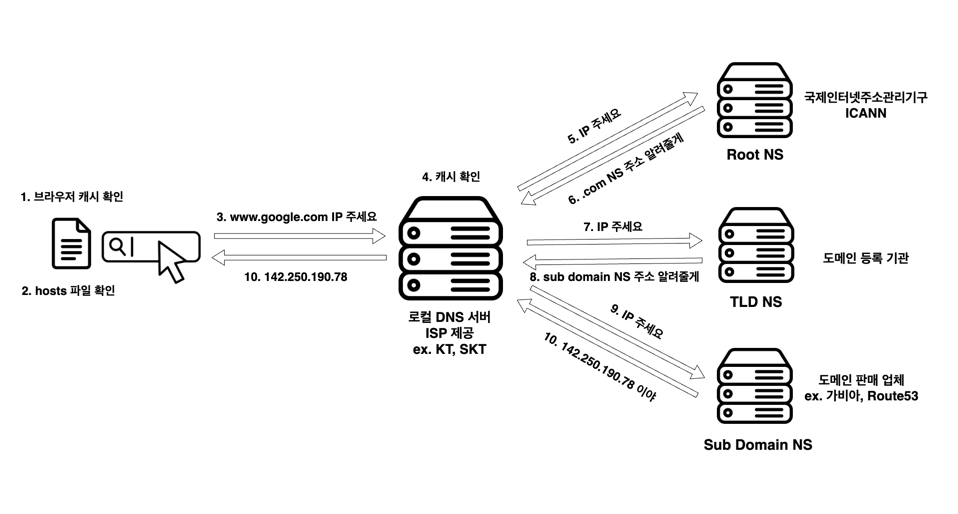 1. 브라우저 캐시 확인
2. hosts 파일 확인
3. www.google.com IP 주세요
10. 142.250.190.78
4. 캐시 확인
로컬 DNS 서버
ISP 제공
ex. KT, SKT
5. IP 주세요
6. .com NS 주소 알려줄게
Root NS
국제인터넷주소관리기구
ICANN
7. IP 주세요
8. sub domain NS 주소 알려줄게
TLD NS
도메인 등록 기관
9. IP 주세요
10. 142.250.190.78 이야
Sub Domain NS
도메인 판매 업체
ex. 가비아, Route53